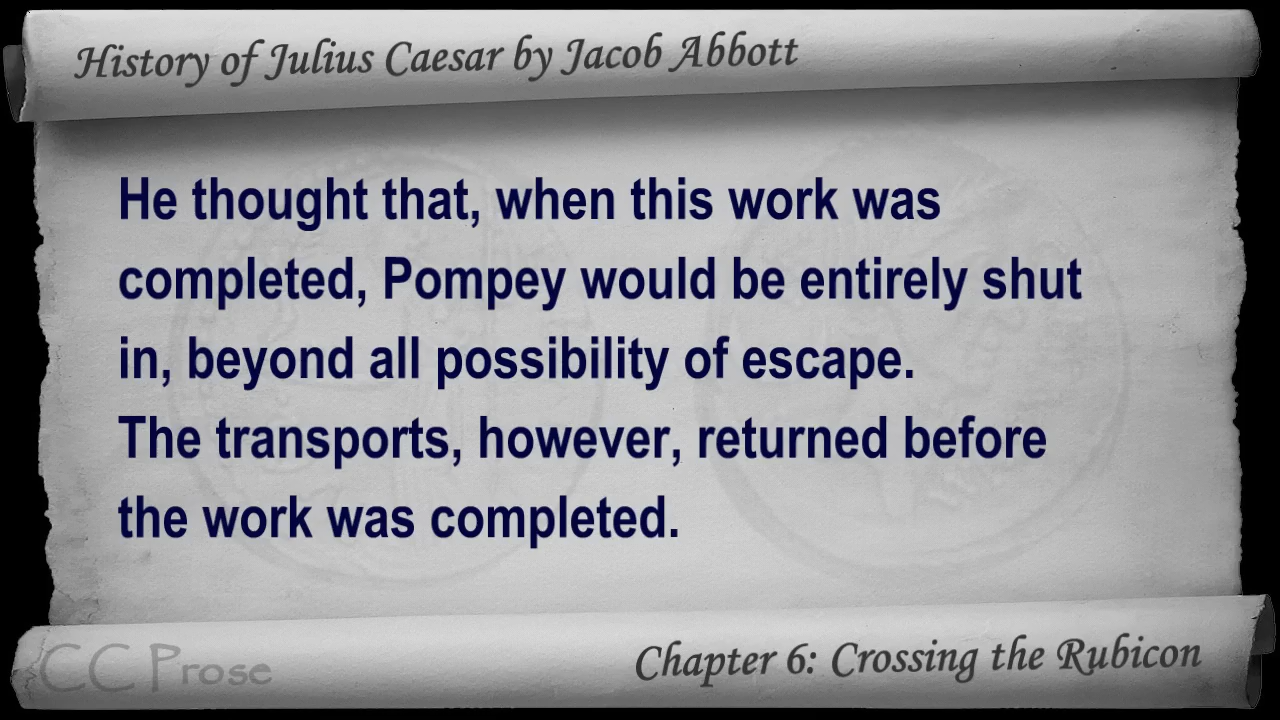 History of Julius Caesar by Jacob Abbott
He thought that, when this work was
completed, Pompey would be entirely shut
in, beyond all possibility of escape.
The transports, however, returned before
the work was completed.
CC Prose
Chapter 6: Crossing the Rubicon